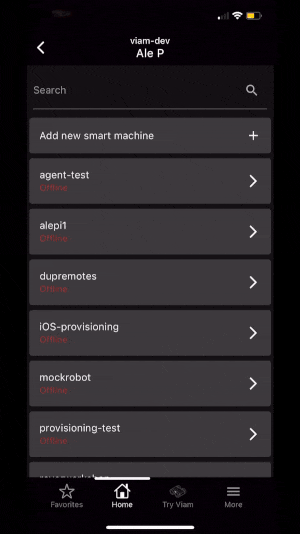 viam-dev
Ale P
Search
Add new smart machine
agent-test
Offline
alepi1
Offline
dupremotes
Offline
iOS-provisioning
Offline
mockrobot
Offline
provisioning-test
Offline
Favorites
Home
Try Viam
More